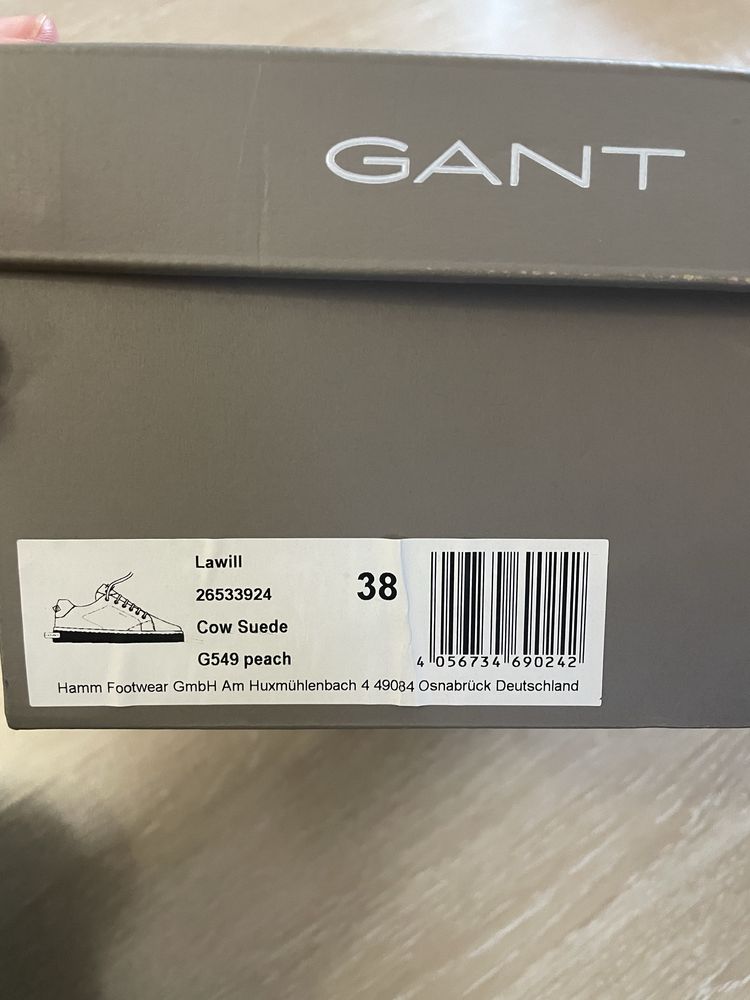 GANT
Lawill
26533924
38
Cow Suede
G549 peach
4 056734 690242
Hamm Footwear GmbH Am Huxmühlenbach 4 49084 Osnabrück Deutschland